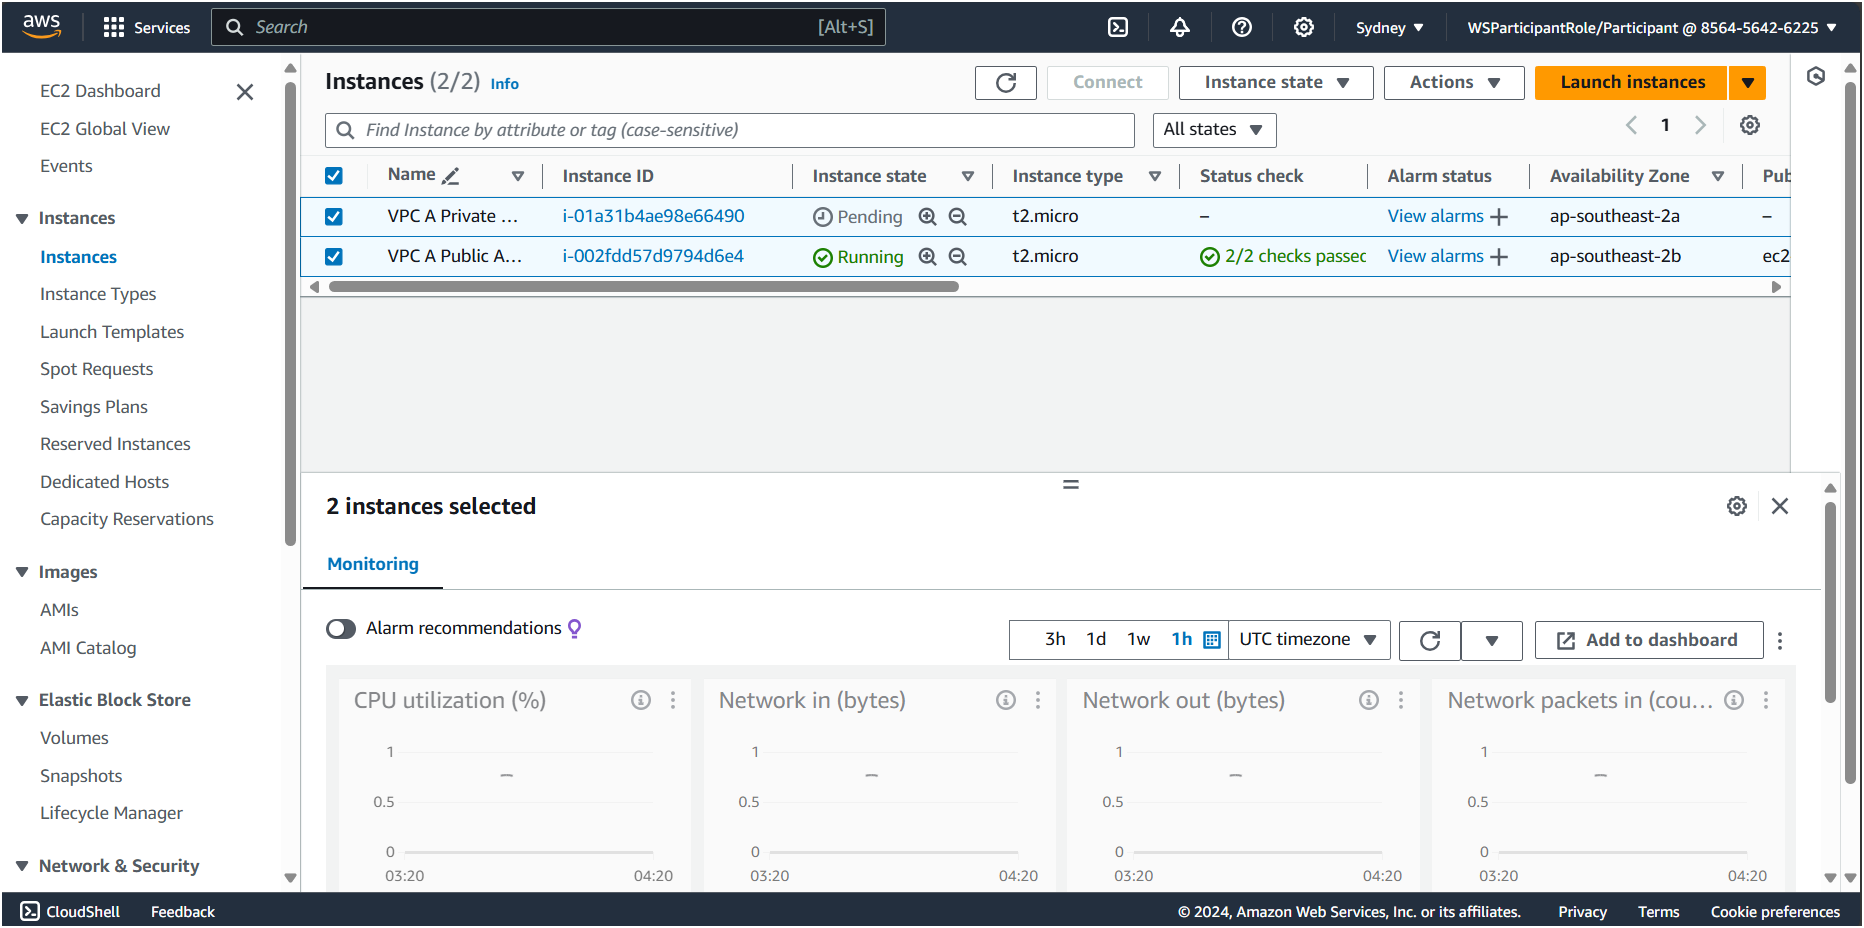 aws Services Search [Alt+S] Sydney WSParticipantRole/Participant @ 8564-5642-6225
EC2 Dashboard
EC2 Global View
Events
Instances
Instances
Instance Types
Launch Templates
Spot Requests
Savings Plans
Reserved Instances
Dedicated Hosts
Capacity Reservations
Images
AMIs
AMI Catalog
Elastic Block Store
Volumes
Snapshots
Lifecycle Manager
Network & Security
Instances (2/2) Info Connect Instance state Actions Launch instances
Find Instance by attribute or tag (case-sensitive) All states 1
Name Instance ID Instance state Instance type Status check Alarm status Availability Zone Pub
VPC A Private ... i-01a31b4ae98e66490 Pending t2.micro – View alarms + ap-southeast-2a –
VPC A Public A... i-002fdd57d9794d6e4 Running t2.micro 2/2 checks passed View alarms + ap-southeast-2b ec2
2 instances selected
Monitoring
Alarm recommendations
3h 1d 1w 1h UTC timezone Add to dashboard
CPU utilization (%)
1
0.5
0
03:20 04:20
Network in (bytes)
1
0.5
0
03:20 04:20
Network out (bytes)
1
0.5
0
03:20 04:20
Network packets in (cou...
1
0.5
0
03:20 04:20
CloudShell Feedback © 2024, Amazon Web Services, Inc. or its affiliates. Privacy Terms Cookie preferences